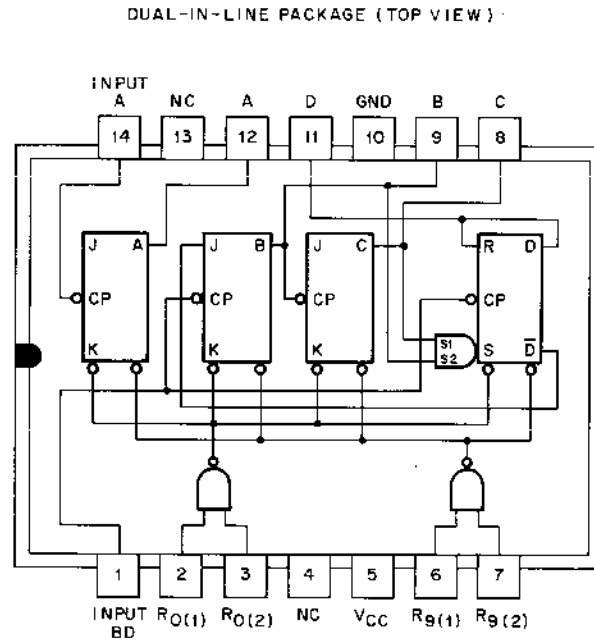 DUAL-IN-LINE PACKAGE (TOP VIEW)
INPUT
A NC A D GND B C
14 13 12 11 10 9 8
J A J B J C R D
CP CP CP CP
S1
S2
K K K S D̅
1 2 3 4 5 6 7
INPUT R0(1) R0(2) NC VCC R9(1) R9(2)
BD